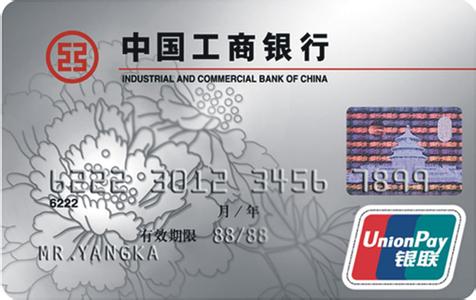 中国工商银行
INDUSTRIAL AND COMMERCIAL BANK OF CHINA
6222 3012 3456 7899
6222
月/年
有效期限 88/88
MR.YANGKA
UnionPay
银联